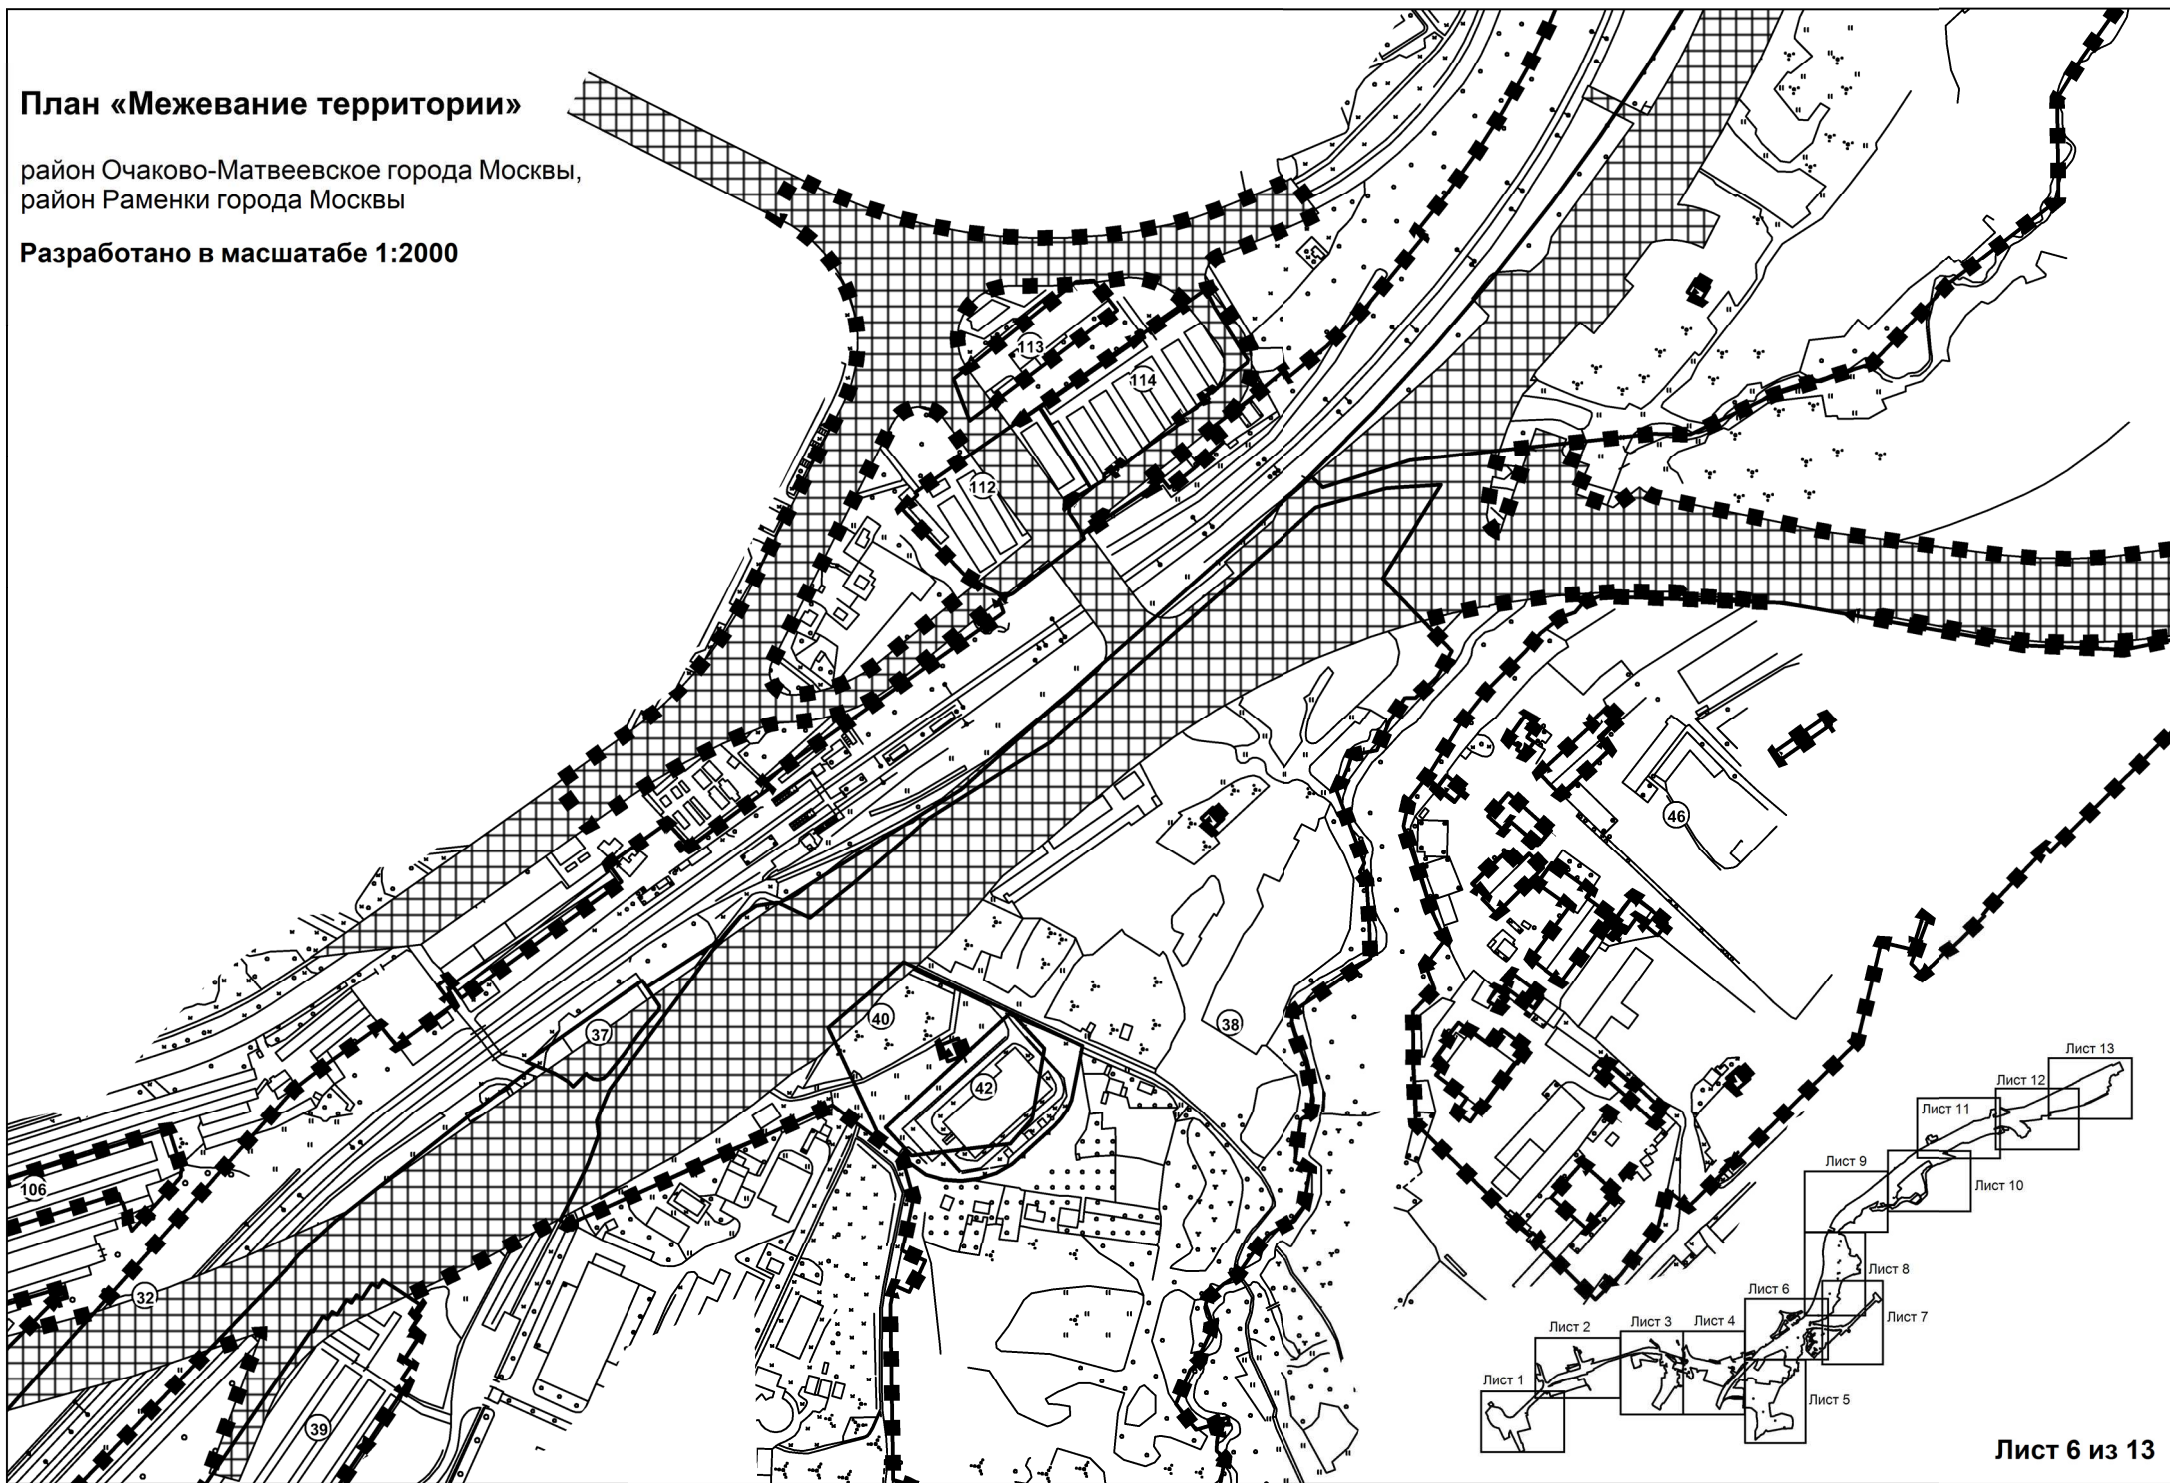 План «Межевание территории»
район Очаково-Матвеевское города Москвы,
район Раменки города Москвы
Разработано в масшатабе 1:2000
113
114
112
46
40
38
37
42
106
32
39
Лист 13
Лист 12
Лист 11
Лист 9
Лист 10
Лист 8
Лист 6
Лист 7
Лист 2
Лист 3
Лист 4
Лист 1
Лист 5
Лист 6 из 13